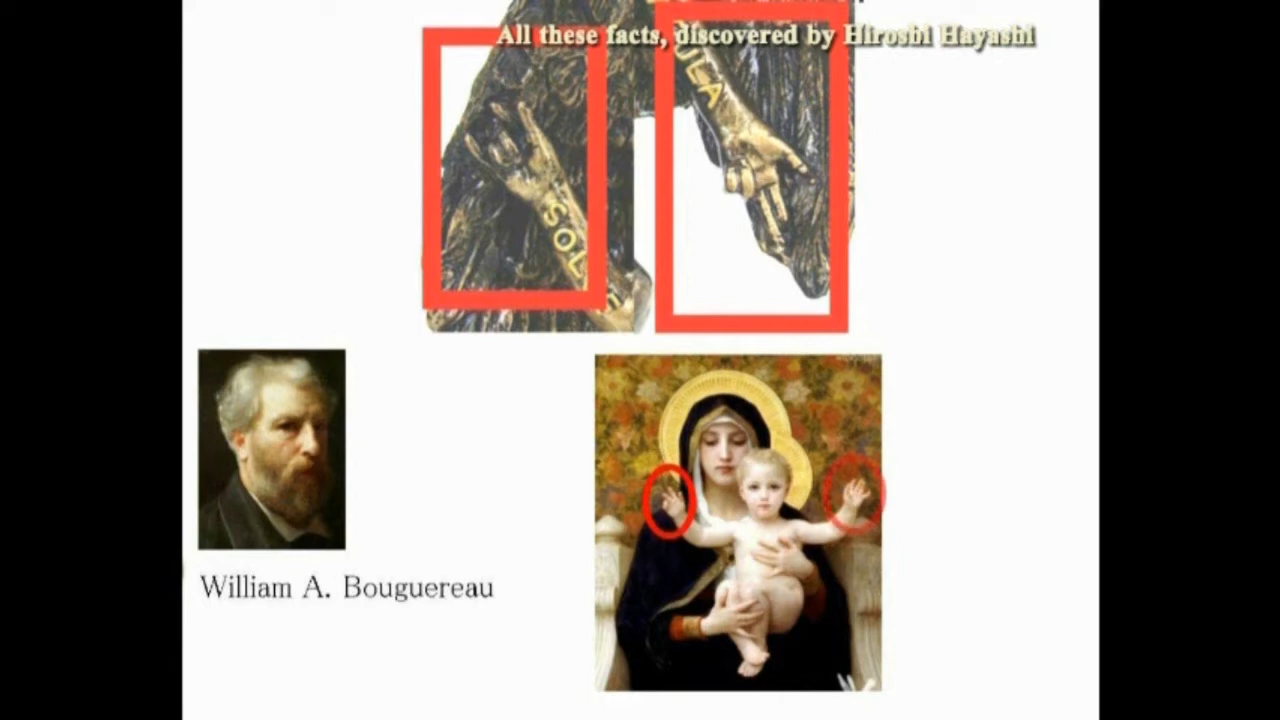 All these facts, discovered by Hiroshi Hayashi
ULA
SOL
William A. Bouguereau